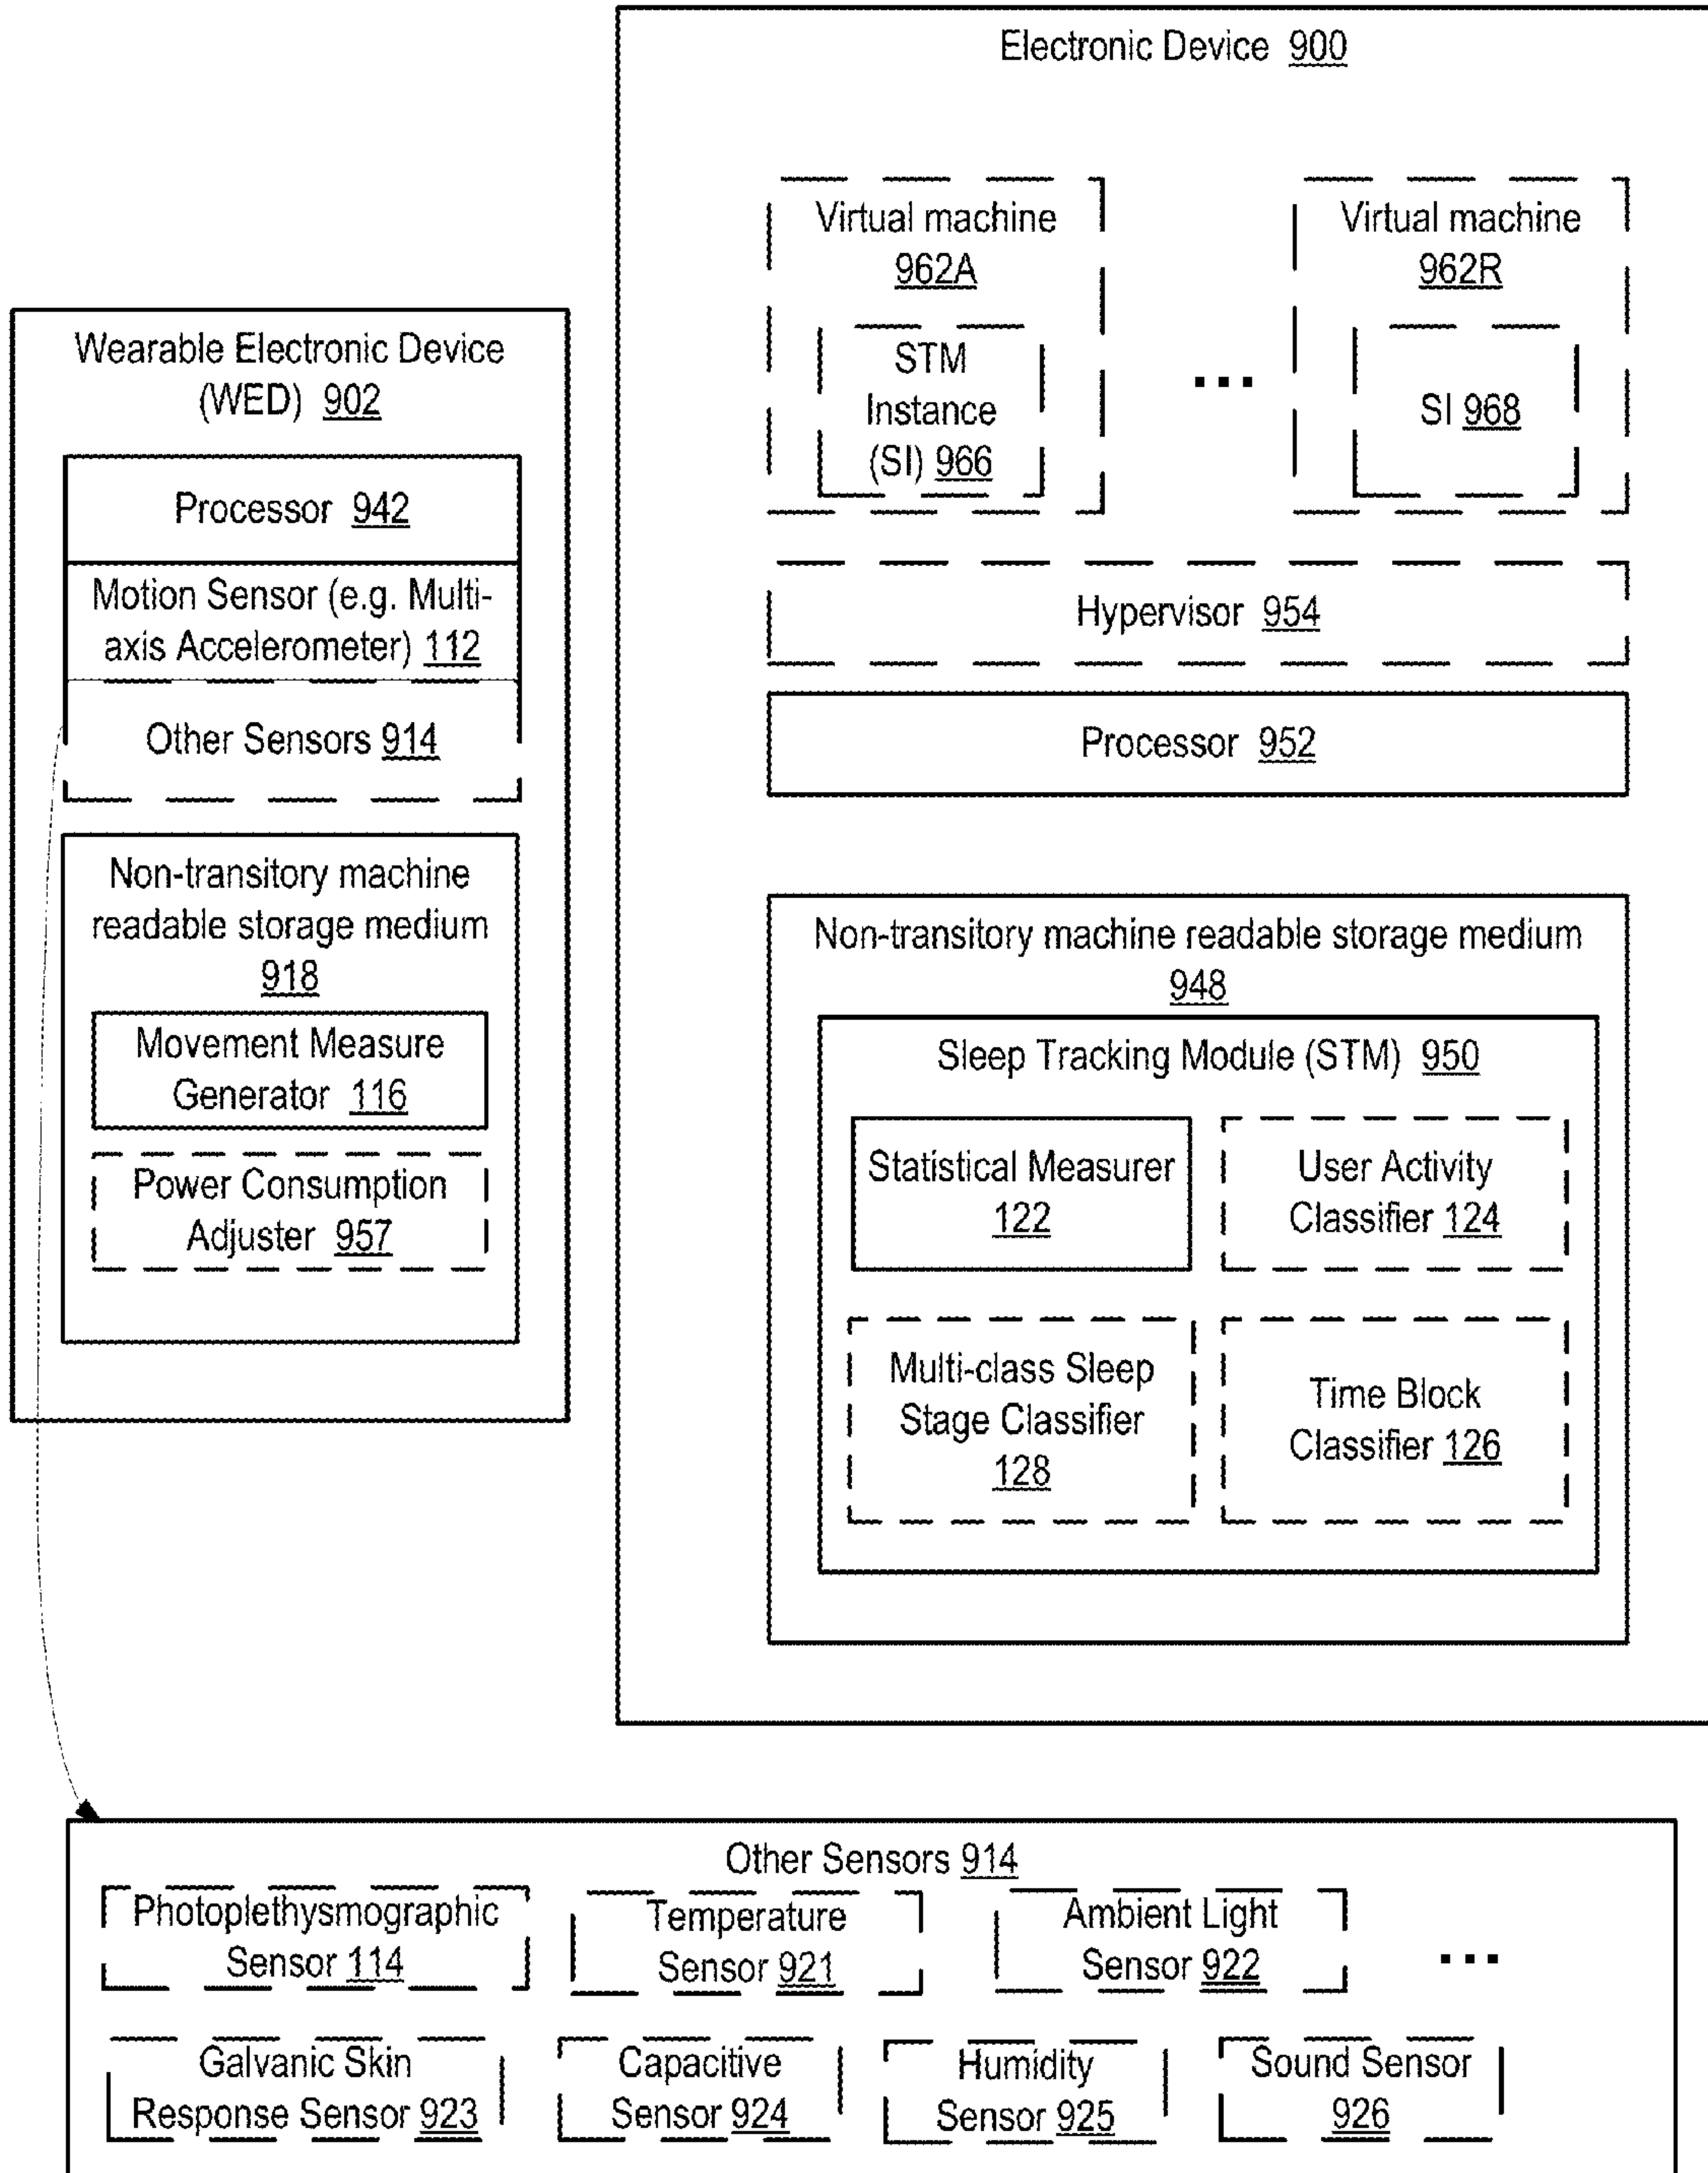 Electronic Device 900
Virtual machine
962A
STM
Instance
(SI) 966
...
Virtual machine
962R
SI 968
Hypervisor 954
Processor 952
Non-transitory machine readable storage medium
948
Sleep Tracking Module (STM) 950
Statistical Measurer
122
User Activity
Classifier 124
Multi-class Sleep
Stage Classifier
128
Time Block
Classifier 126
Wearable Electronic Device
(WED) 902
Processor 942
Motion Sensor (e.g. Multi-
axis Accelerometer) 112
Other Sensors 914
Non-transitory machine
readable storage medium
918
Movement Measure
Generator 116
Power Consumption
Adjuster 957
Other Sensors 914
Photoplethysmographic
Sensor 114
Temperature
Sensor 921
Ambient Light
Sensor 922
...
Galvanic Skin
Response Sensor 923
Capacitive
Sensor 924
Humidity
Sensor 925
Sound Sensor
926